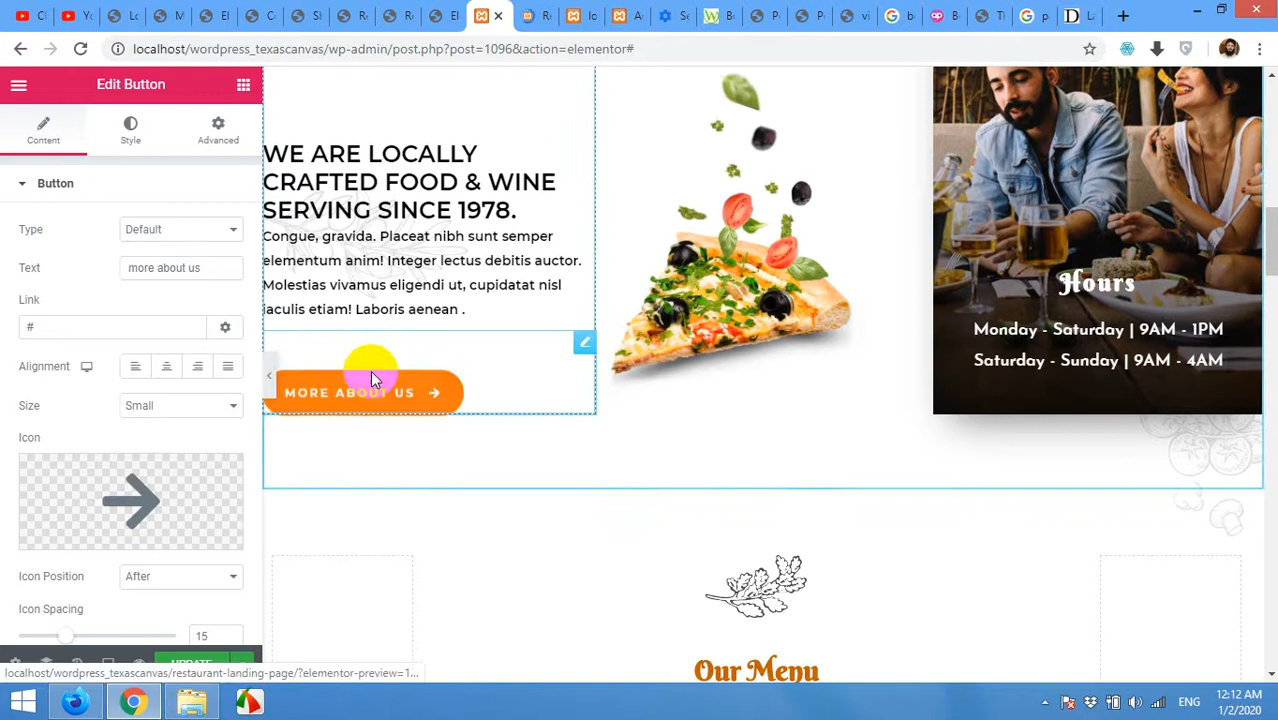 localhost/wordpress_texascanvas/wp-admin/post.php?post=1096&action=elementor#
Edit Button
Content
Style
Advanced
Button
Type
Default
Text
more about us
Link
#
Alignment
Size
Small
Icon
Icon Position
After
Icon Spacing
15
UPDATE
WE ARE LOCALLY
CRAFTED FOOD & WINE
SERVING SINCE 1978.
Congue, gravida. Placeat nibh sunt semper
elementum anim! Integer lectus debitis auctor.
Molestias vivamus eligendi ut, cupidatat nisl
iaculis etiam! Laboris aenean .
MORE ABOUT US
Hours
Monday - Saturday | 9AM - 1PM
Saturday - Sunday | 9AM - 4AM
Our Menu
localhost/wordpress_texascanvas/restaurant-landing-page/?elementor-preview=1...
ENG
12:12 AM
1/2/2020